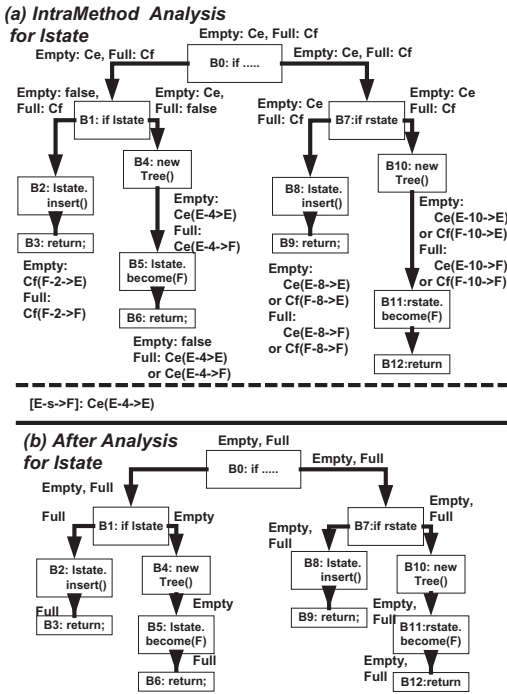 (a) IntraMethod Analysis
for lstate
Empty: Ce, Full: Cf
Empty: Ce, Full: Cf
B0: if .....
Empty: Ce, Full: Cf
Empty: false,
Full: Cf
Empty: Ce,
Full: false
B1: if lstate
B2: lstate.
insert()
B3: return;
Empty:
Cf(F-2->E)
Full:
Cf(F-2->F)
B4: new
Tree()
Empty:
Ce(E-4->E)
Full:
Ce(E-4->F)
B5: lstate.
become(F)
B6: return;
Empty: false
Full: Ce(E-4>E)
or Ce(E-4->F)
Empty: Ce
Full: Cf
B7:if rstate
Empty: Ce
Full: Cf
B8: lstate.
insert()
B9: return;
Empty:
Ce(E-8->E)
or Cf(F-8->E)
Full:
Ce(E-8->F)
or Cf(F-8->F)
B10: new
Tree()
Empty:
Ce(E-10->E)
or Cf(F-10->E)
Full:
Ce(E-10->F)
or Cf(F-10->F)
B11:rstate.
become(F)
B12:return
[E-s->F]: Ce(E-4->E)
(b) After Analysis
for lstate
Empty, Full
Empty, Full
B0: if .....
Empty, Full
Full
B1: if lstate
Empty
B2: lstate.
insert()
Full
B3: return;
B4: new
Tree()
Empty
B5: lstate.
become(F)
Full
B6: return;
Empty,
Full
B7:if rstate
Empty,
Full
B8: lstate.
insert()
B9: return;
B10: new
Tree()
Empty,
Full
B11:rstate.
become(F)
Empty,
Full
B12:return